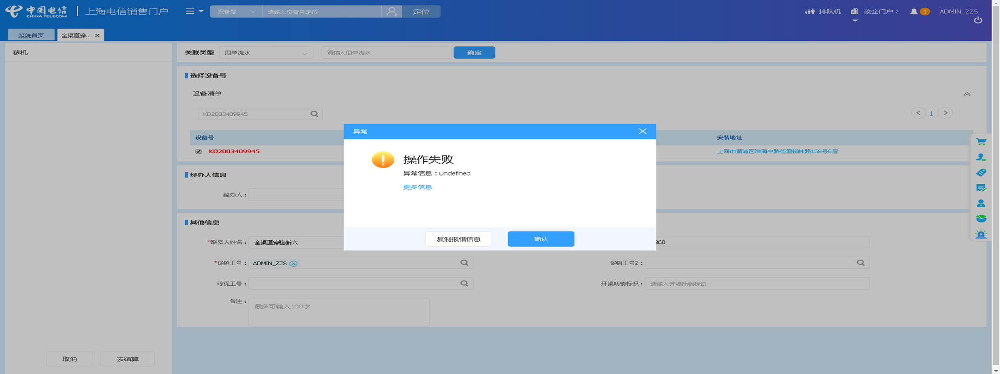 中国电信
CHINA TELECOM
上海电信销售门户
设备号
请输入设备号定位
定位
排队机
政企门户 >
1
ADMIN_ZZS
系统首页
全渠道穿... ×
移机
关联类型
甩单流水
请输入甩单流水
确定
选择设备号
设备清单
KD2003409945
< 1 >
设备号
安装地址
KD2003409945
上海市黄浦区淮海中路街道柳林路158号6层
异常
操作失败
异常信息：undefined
更多信息
复制报错信息
确认
经办人信息
经办人：
其他信息
*联系人姓名：
全渠道穿验新六
360
*促销工号：
ADMIN_ZZS
促销工号2：
综促工号：
开渠助销标识：
请输入开渠助销标识
备注：
最多可输入100字
取消
去结算